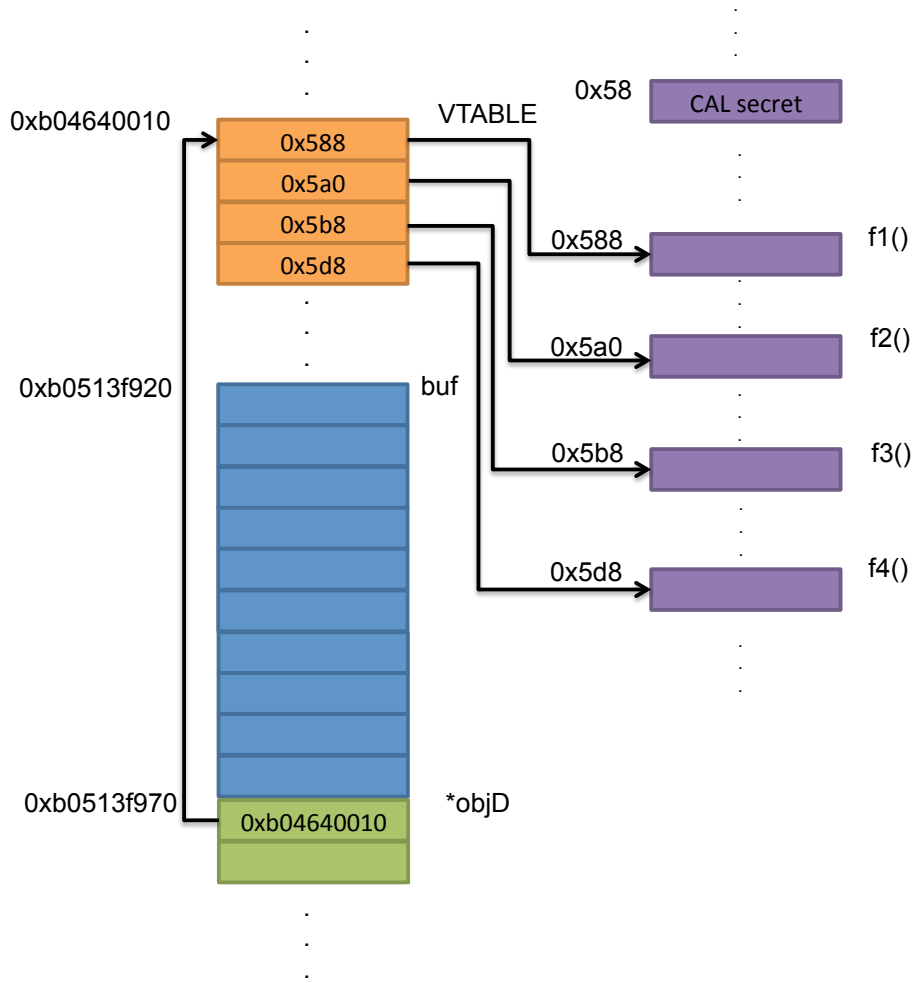 0x58
CAL secret
0xb04640010
VTABLE
0x588
0x5a0
0x5b8
0x5d8
0x588
f1()
0x5a0
f2()
0xb0513f920
buf
0x5b8
f3()
0x5d8
f4()
0xb0513f970
*objD
0xb04640010